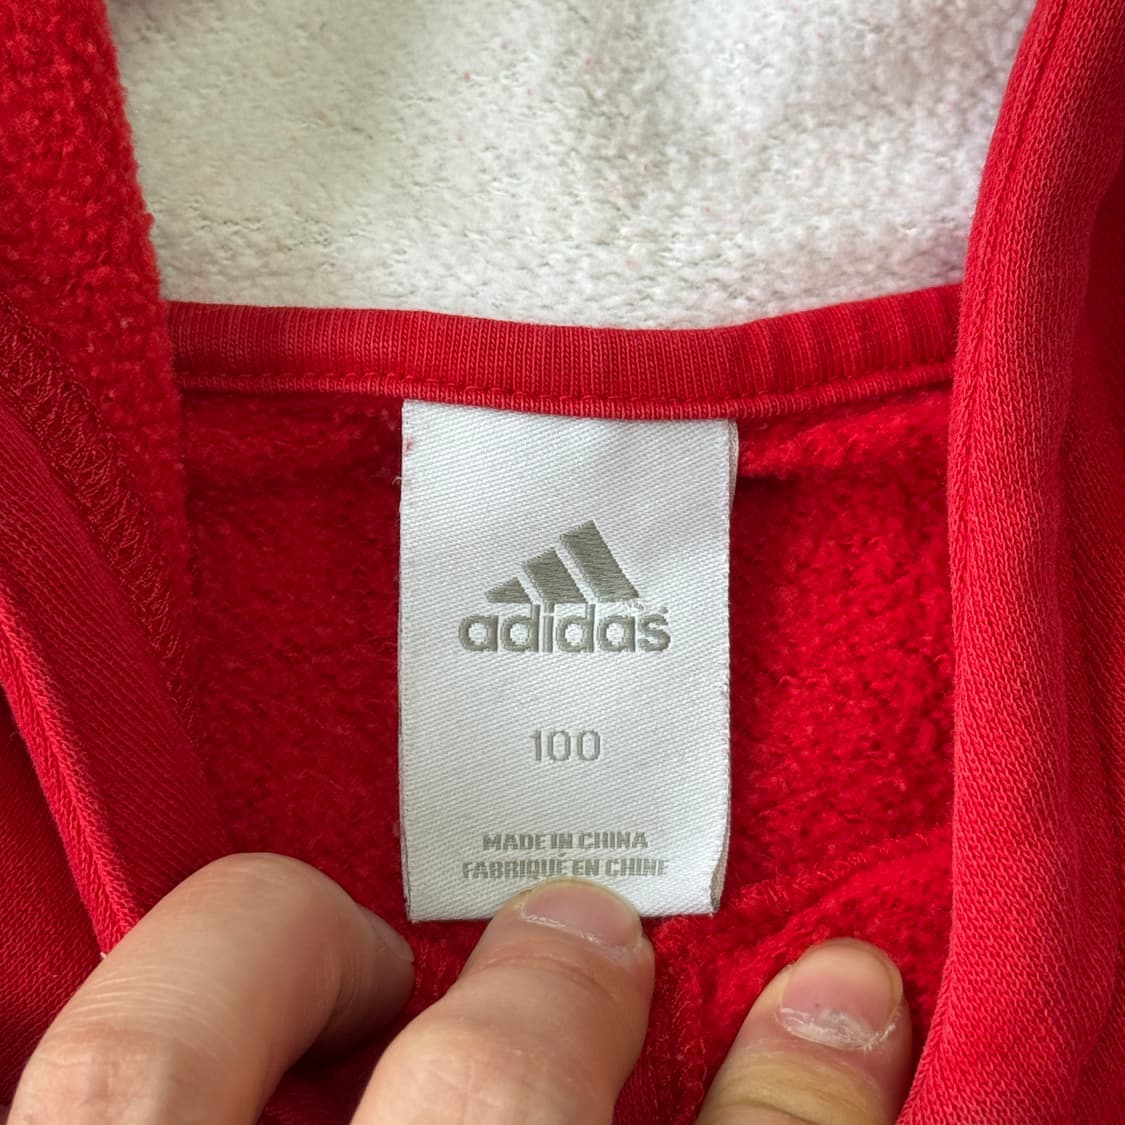 adidas
100
MADE IN CHINA
FABRIQUÉ EN CHINE